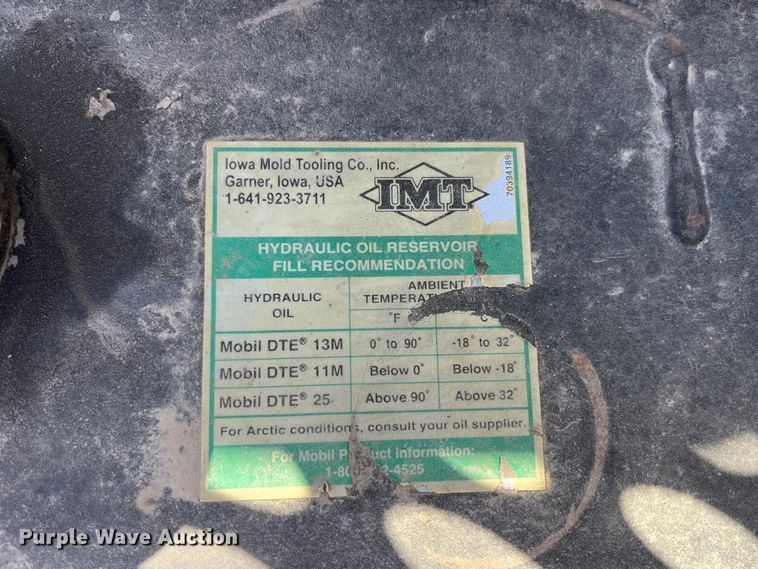 Iowa Mold Tooling Co., Inc.
Garner, Iowa, USA
1-641-923-3711
IMT
70394189
HYDRAULIC OIL RESERVOIR
FILL RECOMMENDATION
HYDRAULIC
OIL
AMBIENT
°F
Mobil DTE® 13M 0° to 90° -18° to 32°
Mobil DTE® 11M Below 0° Below -18°
Mobil DTE® 25 Above 90° Above 32°
For Arctic conditions, consult your oil supplier.
For Mobil Product information:
Purple Wave Auction